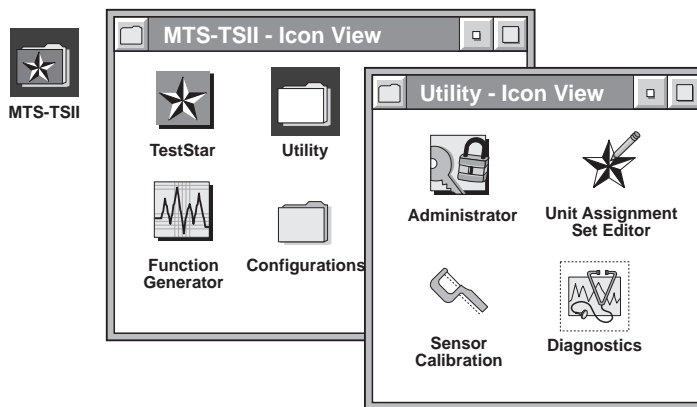 MTS-TSII
MTS-TSII - Icon View
TestStar
Utility
Function
Generator
Configurations
Utility - Icon View
Administrator
Unit Assignment
Set Editor
Sensor
Calibration
Diagnostics